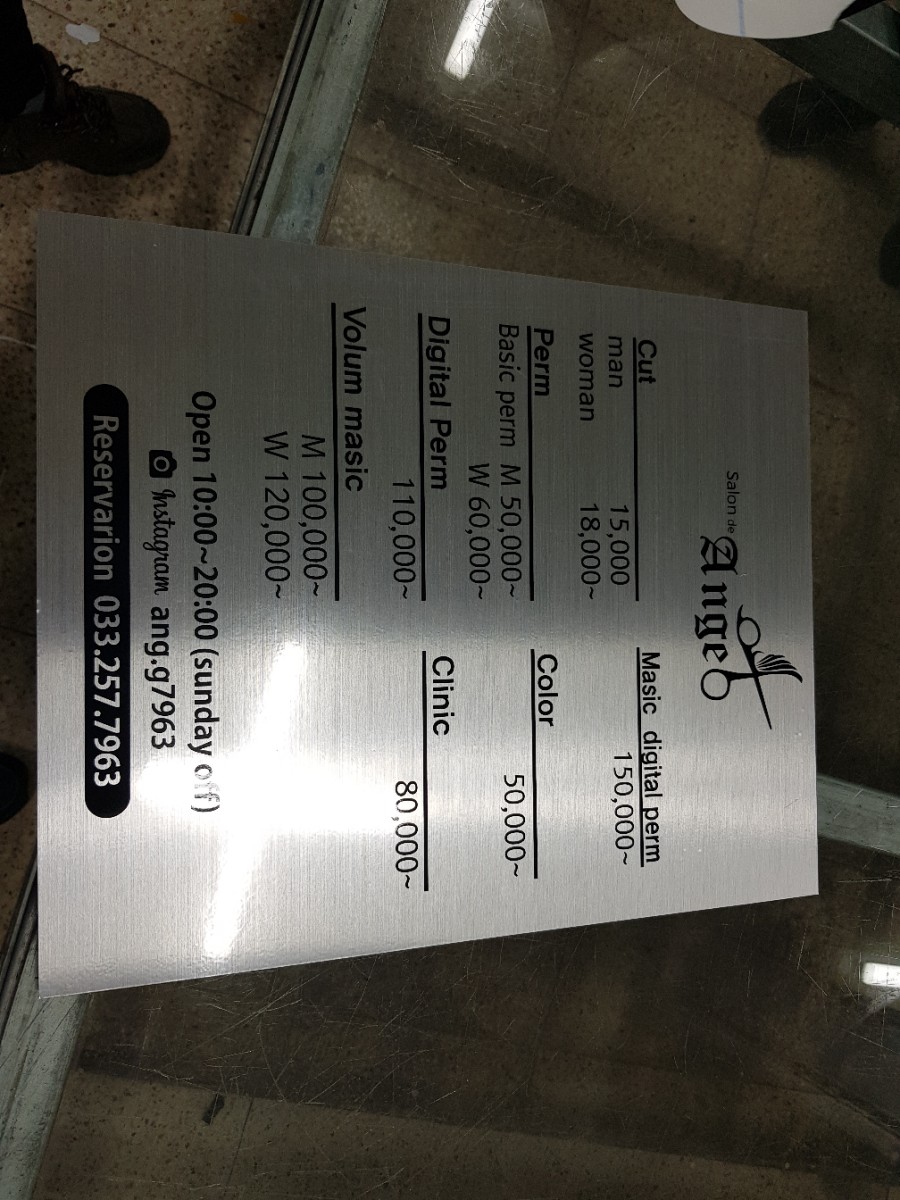 Salon de Ange
Cut
man 15,000
woman 18,000~
Perm
Basic perm M 50,000~
W 60,000~
Digital Perm
110,000~
Volum masic
M 100,000~
W 120,000~
Masic digital perm
150,000~
Color
50,000~
Clinic
80,000~
Open 10:00~20:00 (sunday off)
Instagram ang.g7963
Reservarion 033.257.7963